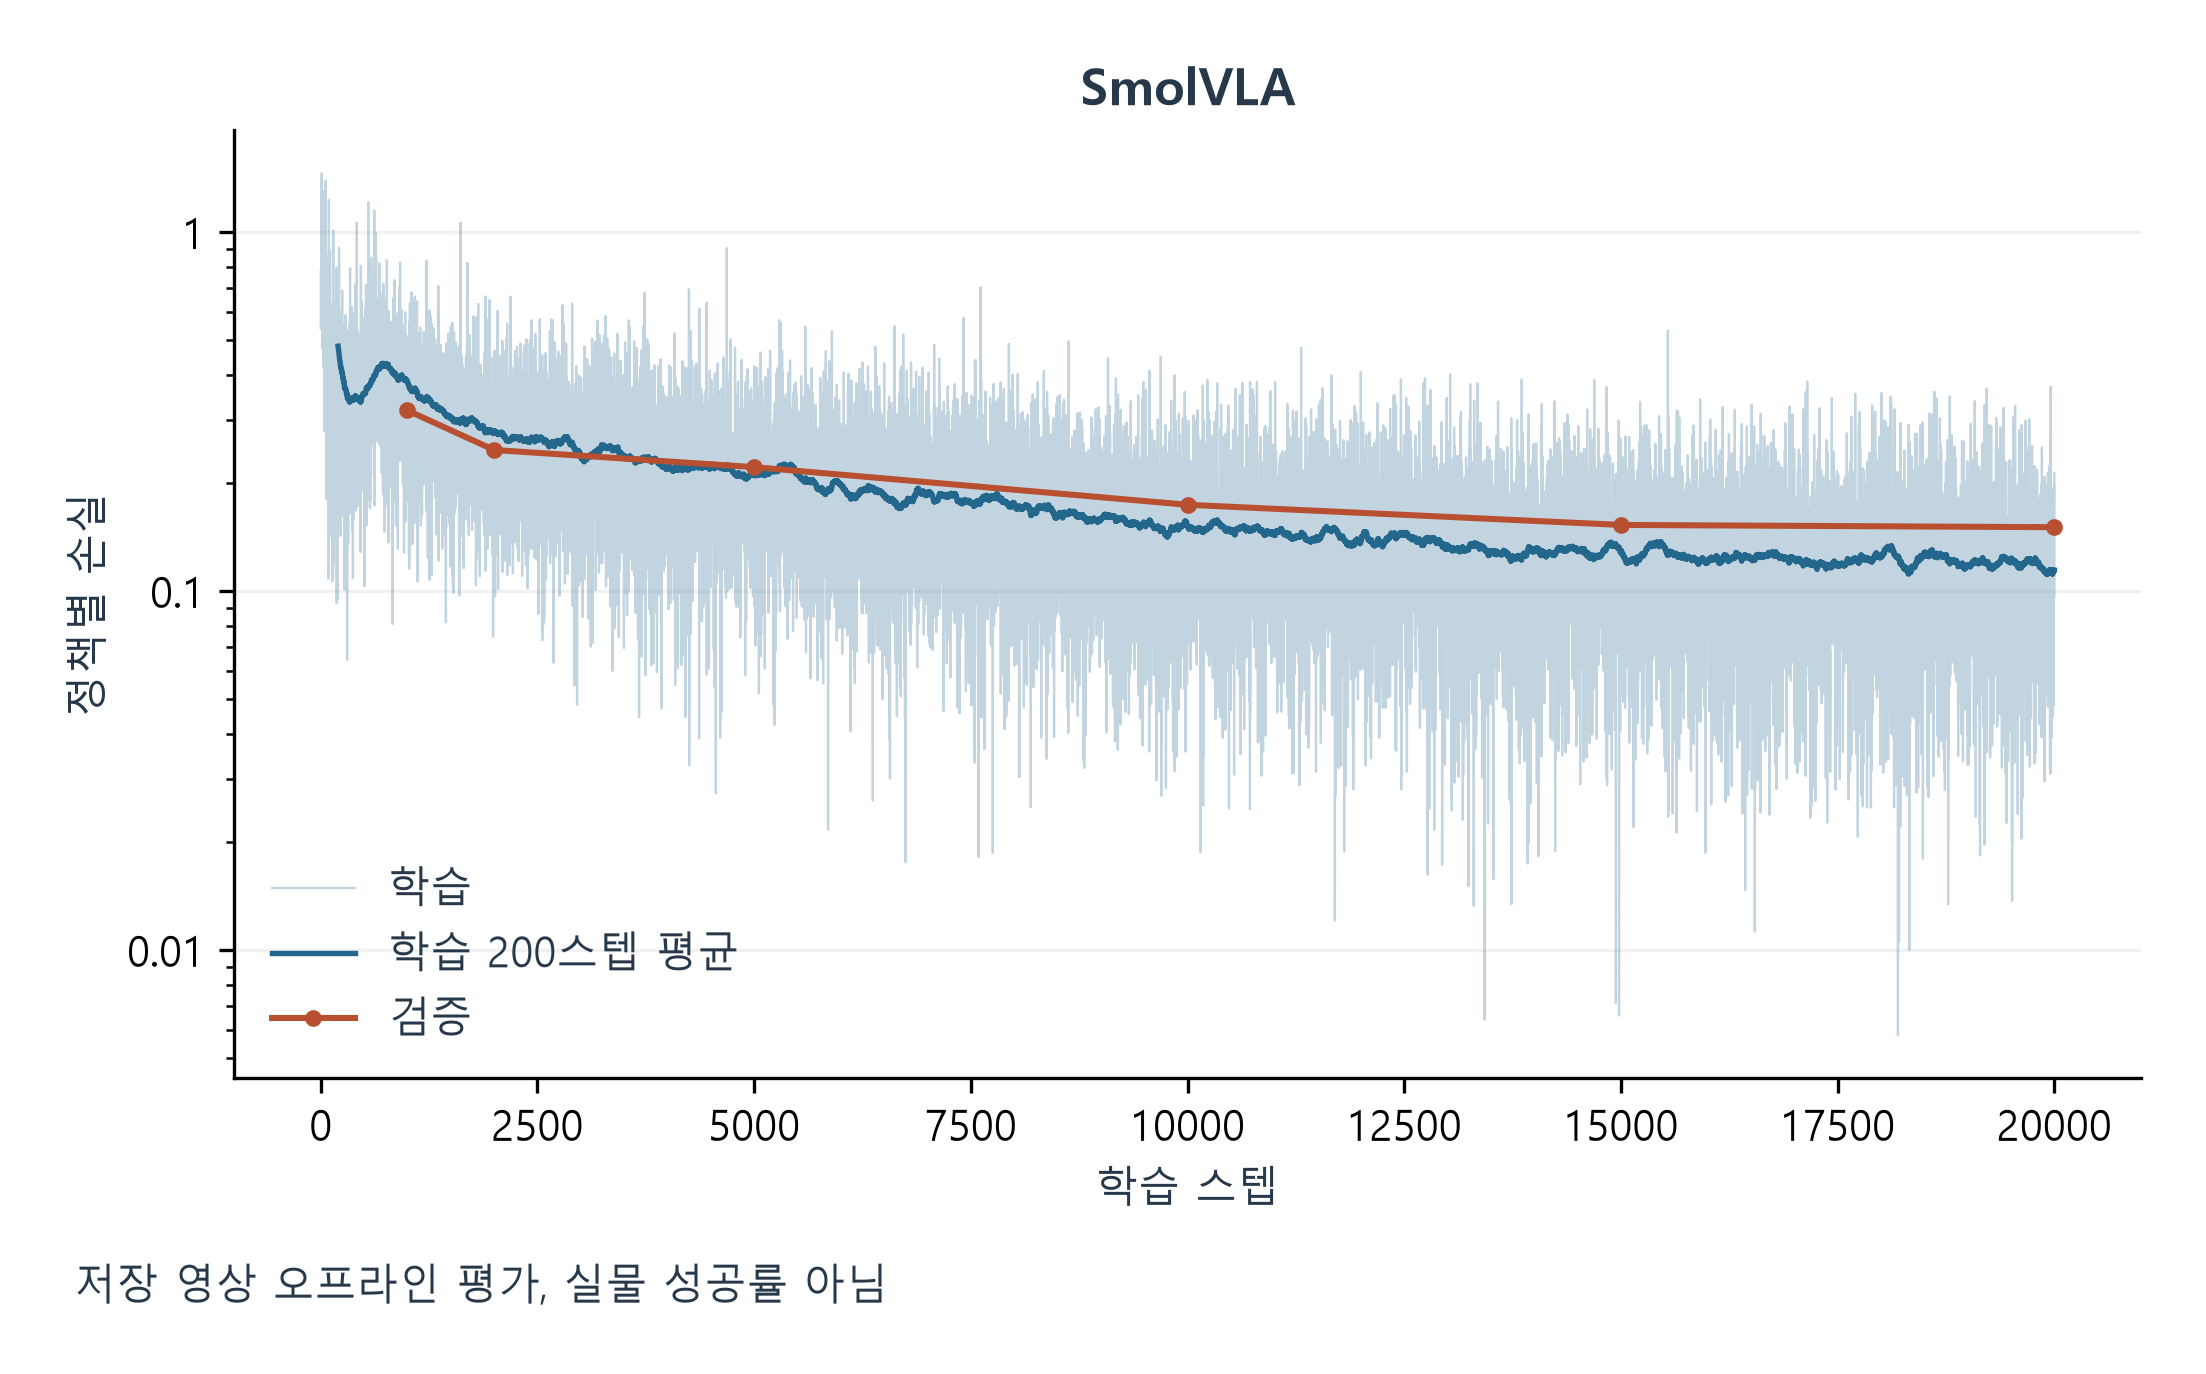 SmolVLA
정책별 손실
1
0.1
0.01
학습
학습 200스텝 평균
검증
0 2500 5000 7500 10000 12500 15000 17500 20000
학습 스텝
저장 영상 오프라인 평가, 실물 성공률 아님